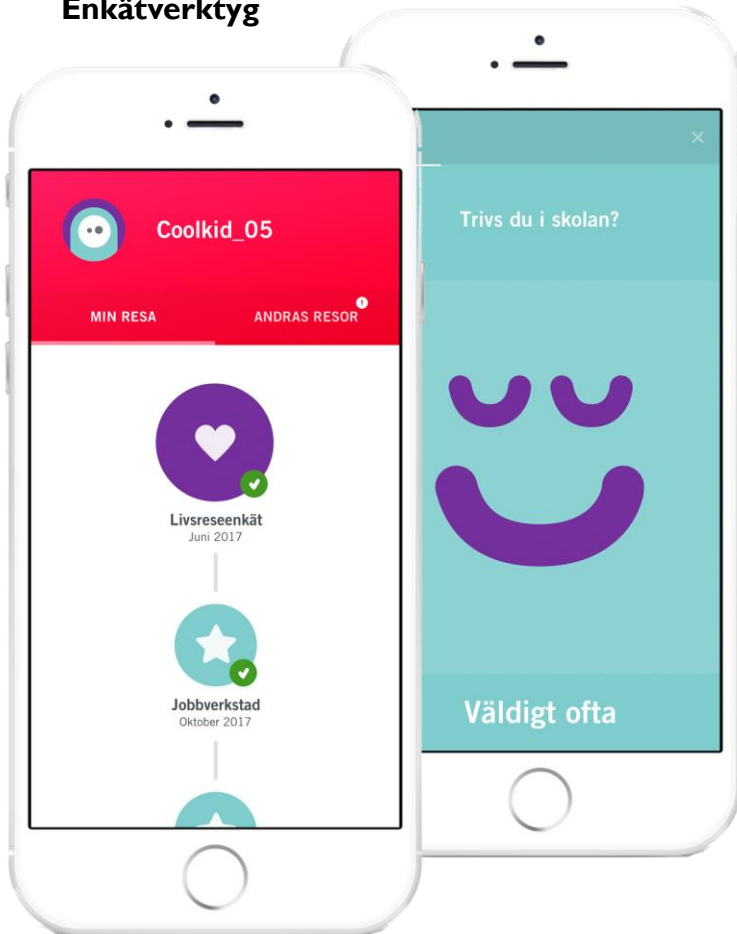 Enkätverktyg
Coolkid_05
MIN RESA
ANDRAS RESOR
!
Livsreseenkät
Juni 2017
Jobbverkstad
Oktober 2017
Trivs du i skolan?
Väldigt ofta